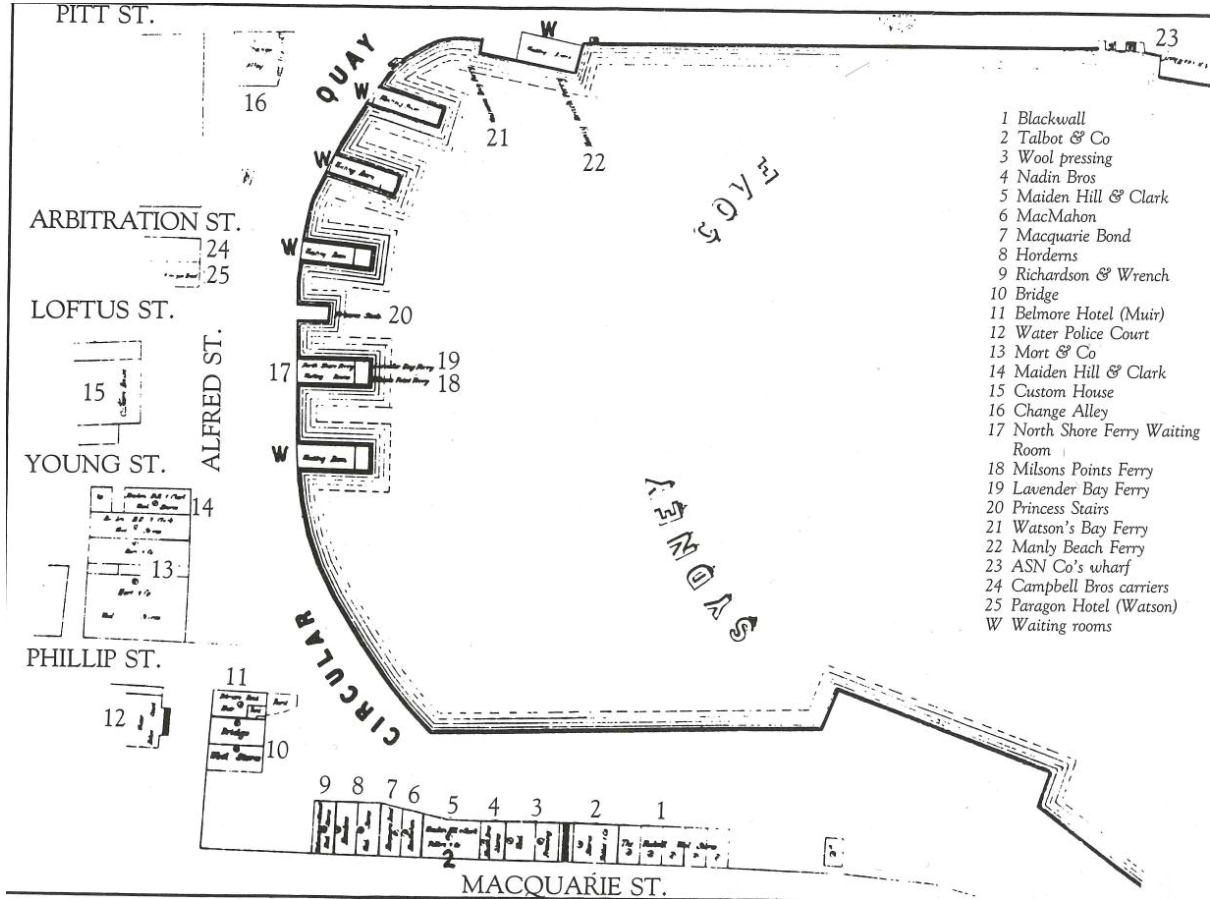 PITT ST.
W
23
QUAY
16
W
21
22
W
COVE
ARBITRATION ST.
24
W
25
LOFTUS ST.
20
ALFRED ST.
17
North Shore Ferry
19
18
15
YOUNG ST.
W
14
13
SYDNEY
CIRCULAR
PHILLIP ST.
11
12
Bridge
10
9
8
7
6
5
4
3
2
1
2
MACQUARIE ST.
1 Blackwall
2 Talbot & Co
3 Wool pressing
4 Nadin Bros
5 Maiden Hill & Clark
6 MacMahon
7 Macquarie Bond
8 Horderns
9 Richardson & Wrench
10 Bridge
11 Belmore Hotel (Muir)
12 Water Police Court
13 Mort & Co
14 Maiden Hill & Clark
15 Custom House
16 Change Alley
17 North Shore Ferry Waiting
Room
18 Milsons Points Ferry
19 Lavender Bay Ferry
20 Princess Stairs
21 Watson's Bay Ferry
22 Manly Beach Ferry
23 ASN Co's wharf
24 Campbell Bros carriers
25 Paragon Hotel (Watson)
W Waiting rooms